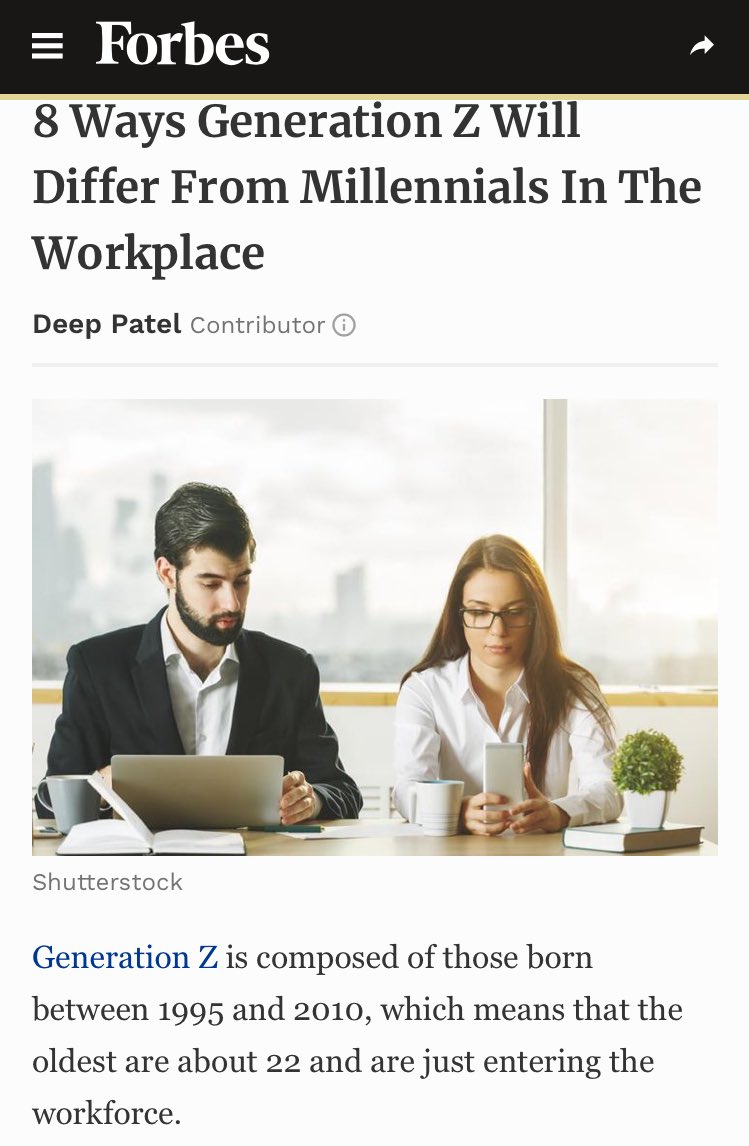 Forbes
8 Ways Generation Z Will
Differ From Millennials In The
Workplace
Deep Patel Contributor
Shutterstock
Generation Z is composed of those born
between 1995 and 2010, which means that the
oldest are about 22 and are just entering the
workforce.